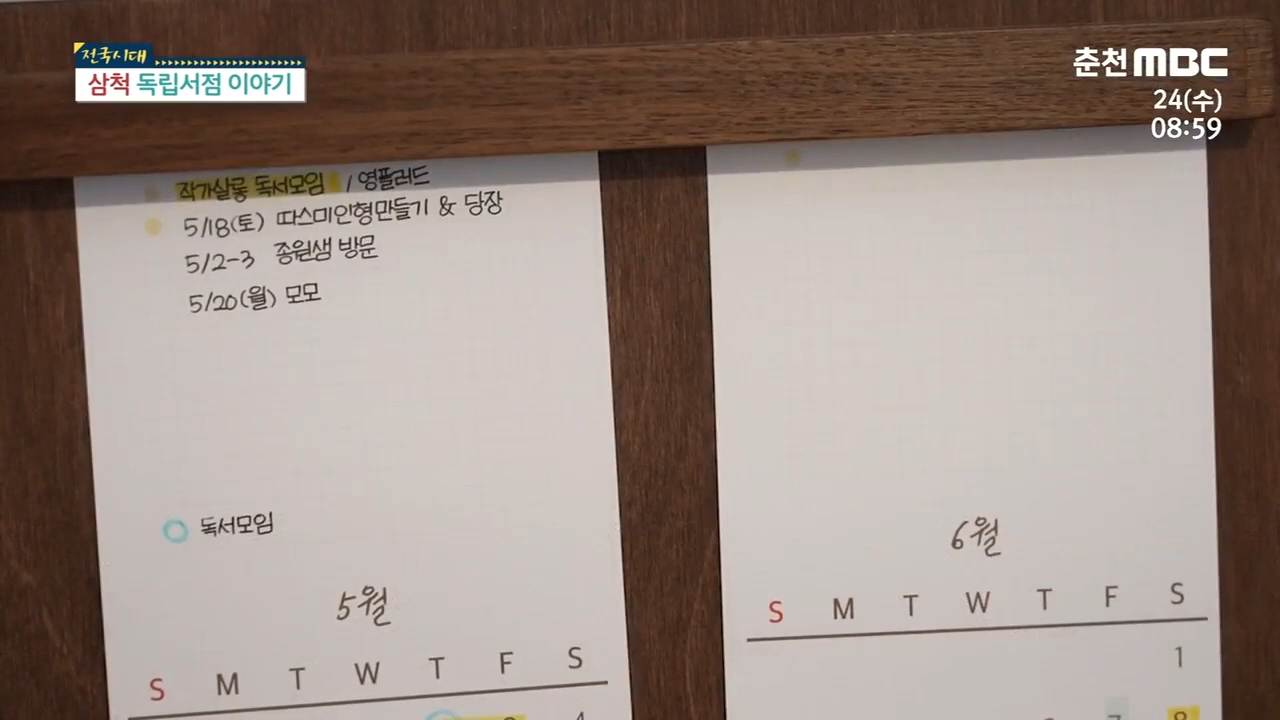 전국시대
삼척 독립서점 이야기
춘천MBC
24(수)
08:59
작가살롱 독서모임 / 영플러드
5/18(토) 따스미인형만들기 & 당장
5/2-3 종원샘 방문
5/20(월) 모모
독서모임
5월
S M T W T F S
6월
S M T W T F S
1